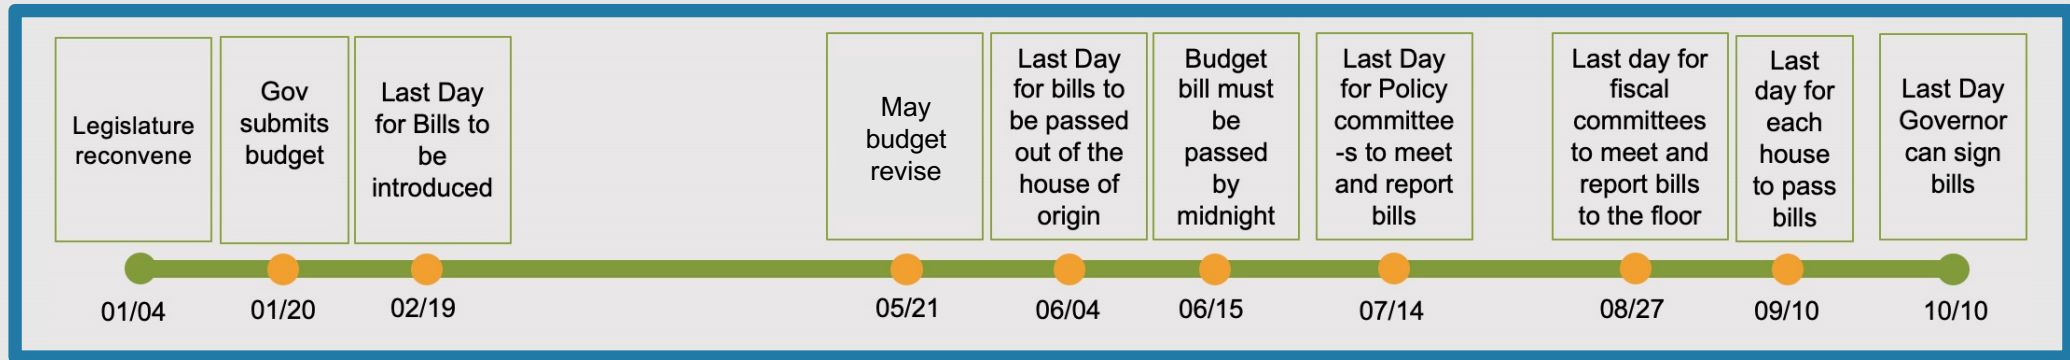 Legislature
reconvene
Gov
submits
budget
Last Day
for Bills to
be
introduced
May
budget
revise
Last Day
for bills to
be passed
out of the
house of
origin
Budget
bill must
be
passed
by
midnight
Last Day
for Policy
committee
-s to meet
and report
bills
Last day for
fiscal
committees
to meet and
report bills
to the floor
Last
day for
each
house
to pass
bills
Last Day
Governor
can sign
bills
01/04
01/20
02/19
05/21
06/04
06/15
07/14
08/27
09/10
10/10